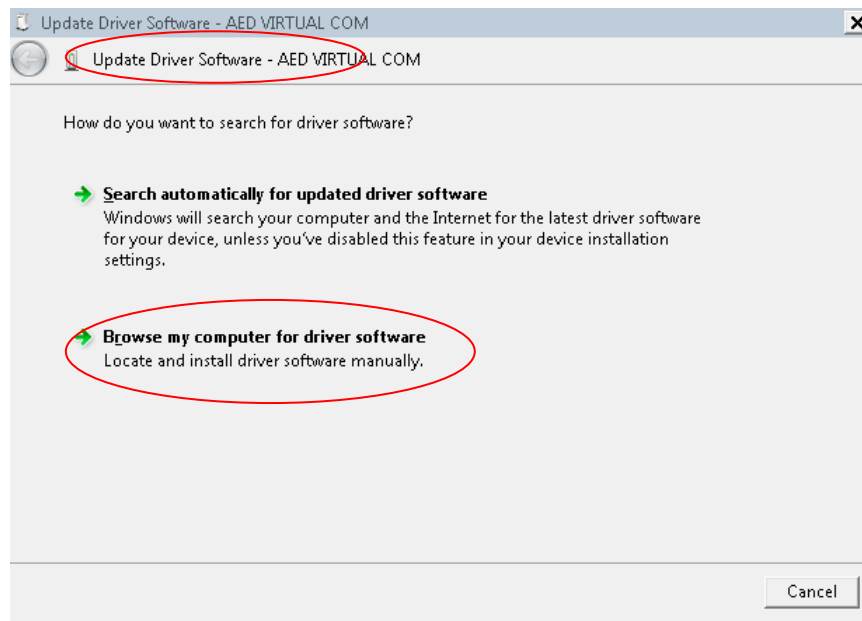 Update Driver Software - AED VIRTUAL COM
Update Driver Software - AED VIRTUAL COM
How do you want to search for driver software?
Search automatically for updated driver software
Windows will search your computer and the Internet for the latest driver software
for your device, unless you've disabled this feature in your device installation
settings.
Browse my computer for driver software
Locate and install driver software manually.
Cancel